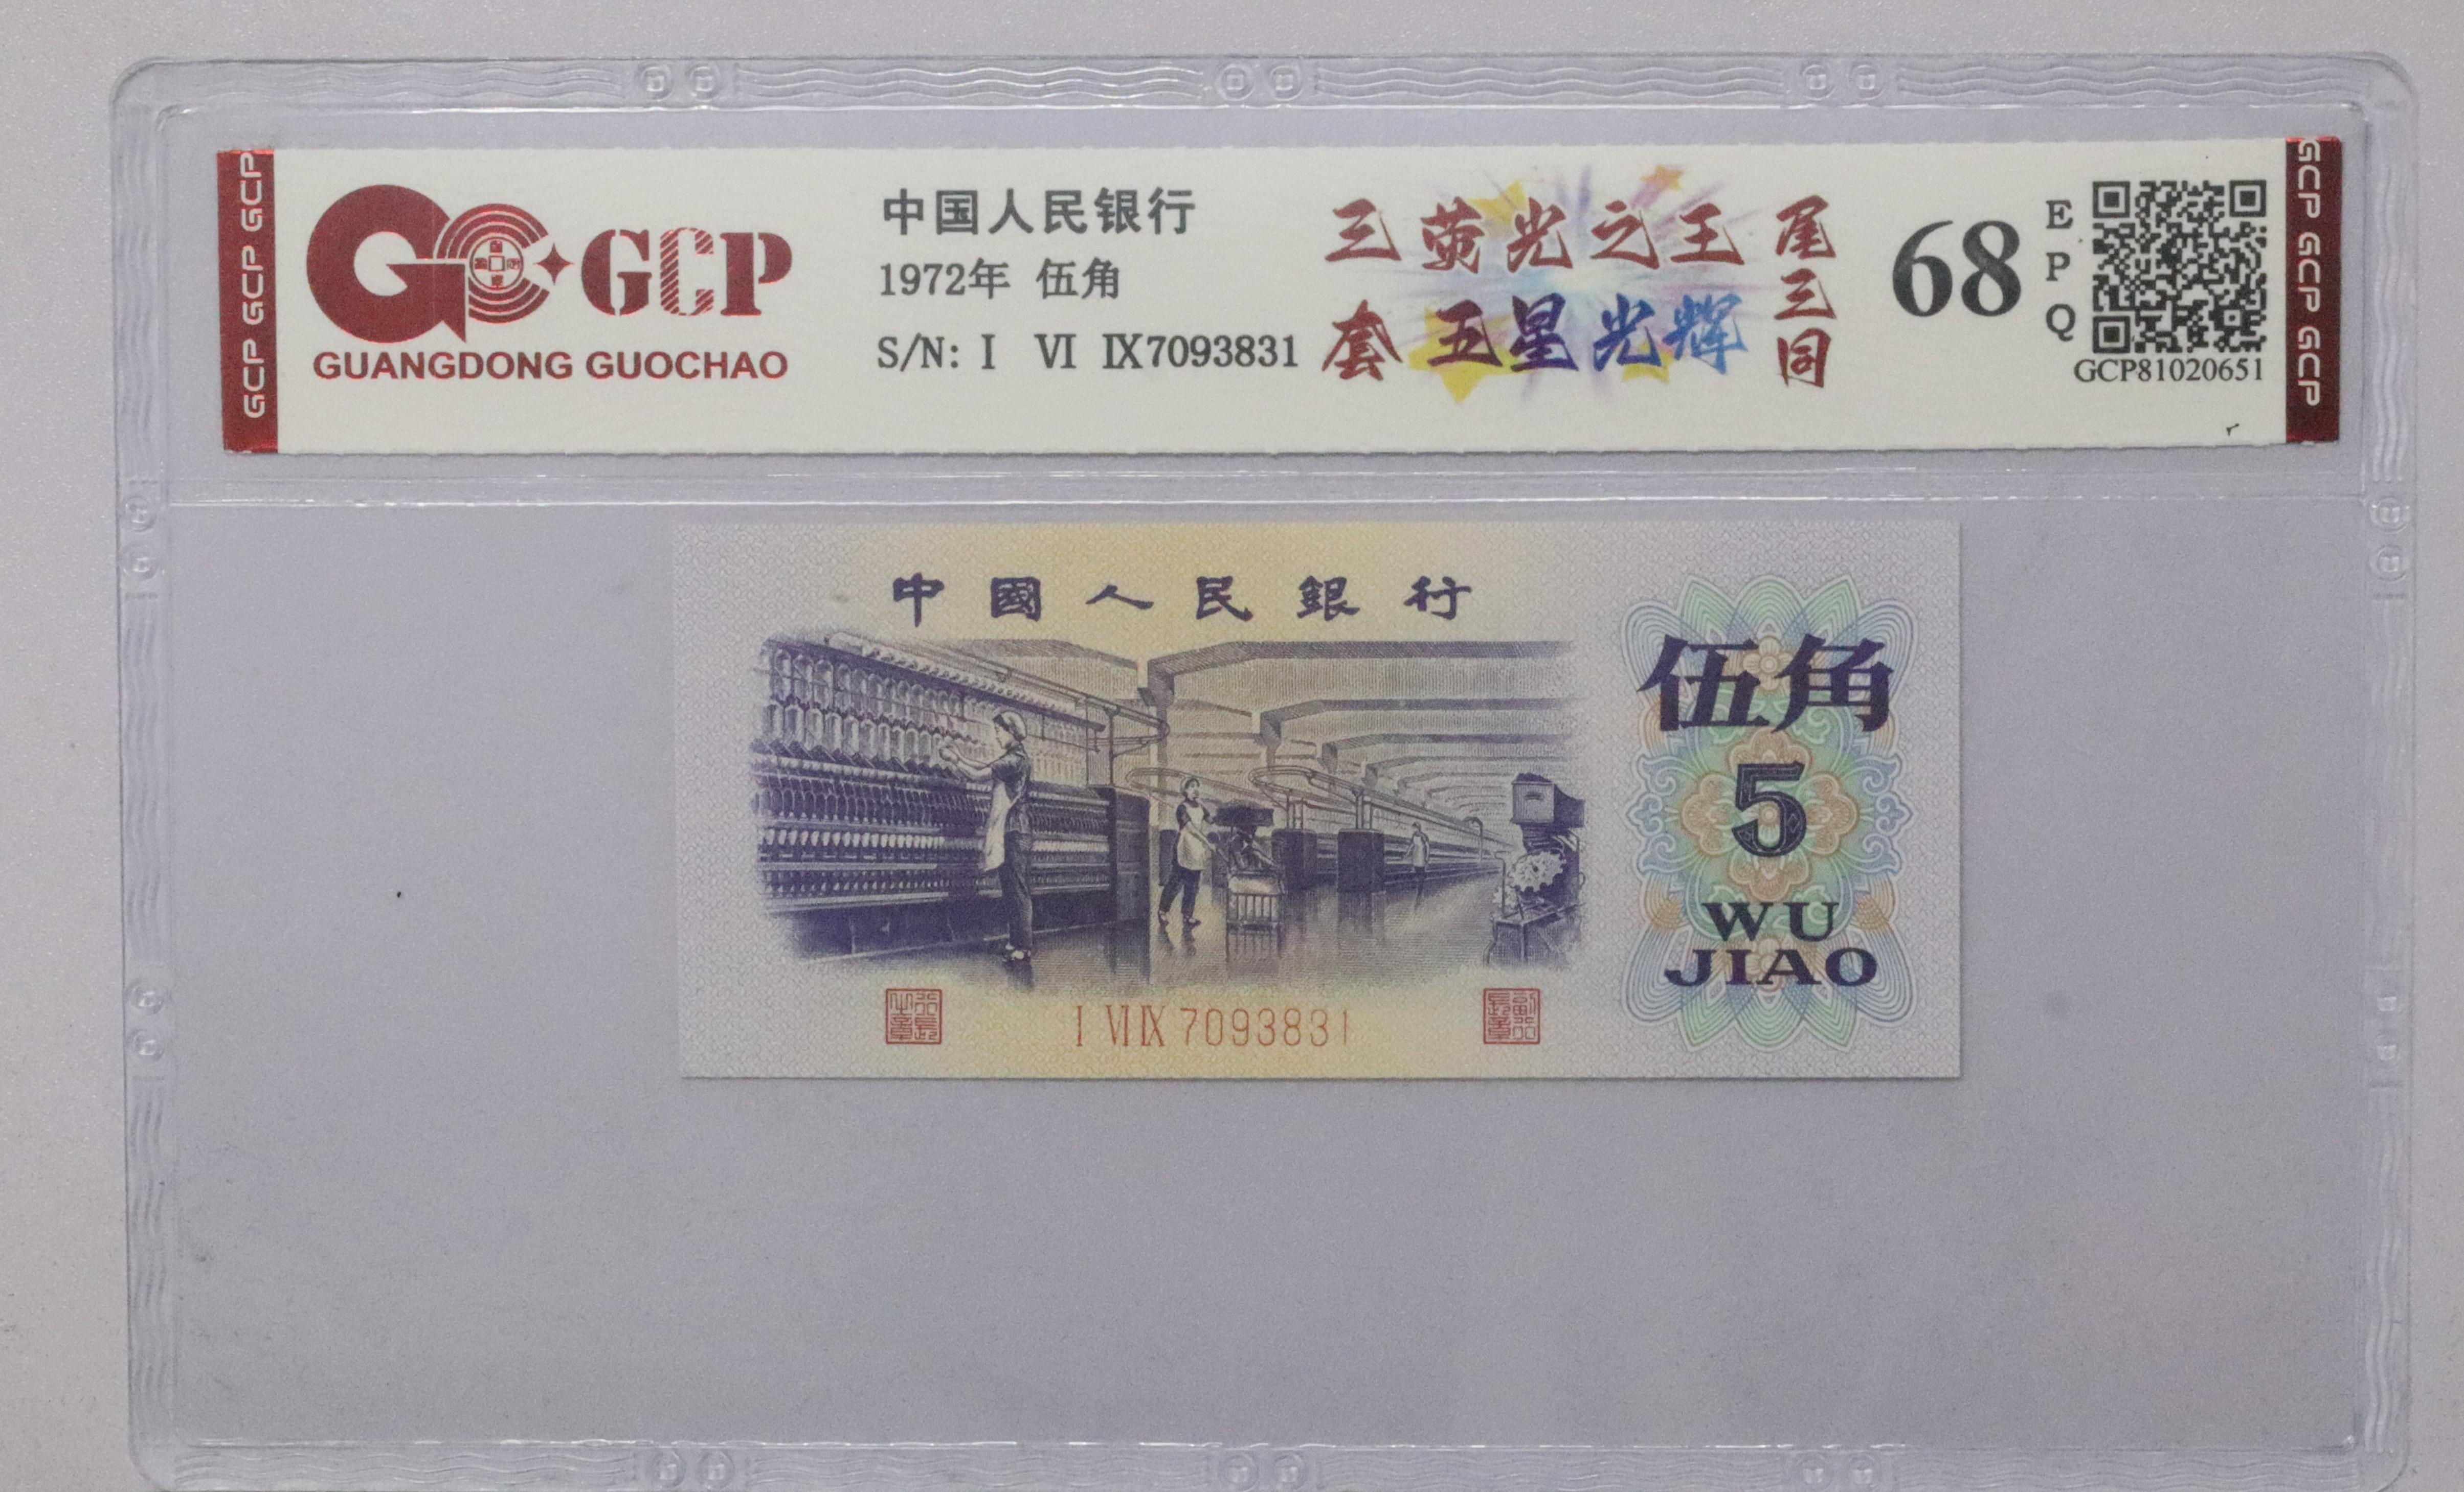 GCP GCP GCP
GCP
GUANGDONG GUOCHAO
中国人民银行
1972年 伍角
S/N: I VI IX7093831
三套
荧光之王
五星光辉
尾三同
68
EPQ
GCP81020651
GCP GCP GCP
中國人民銀行
伍角
5
WU
JIAO
I VI IX 7093831